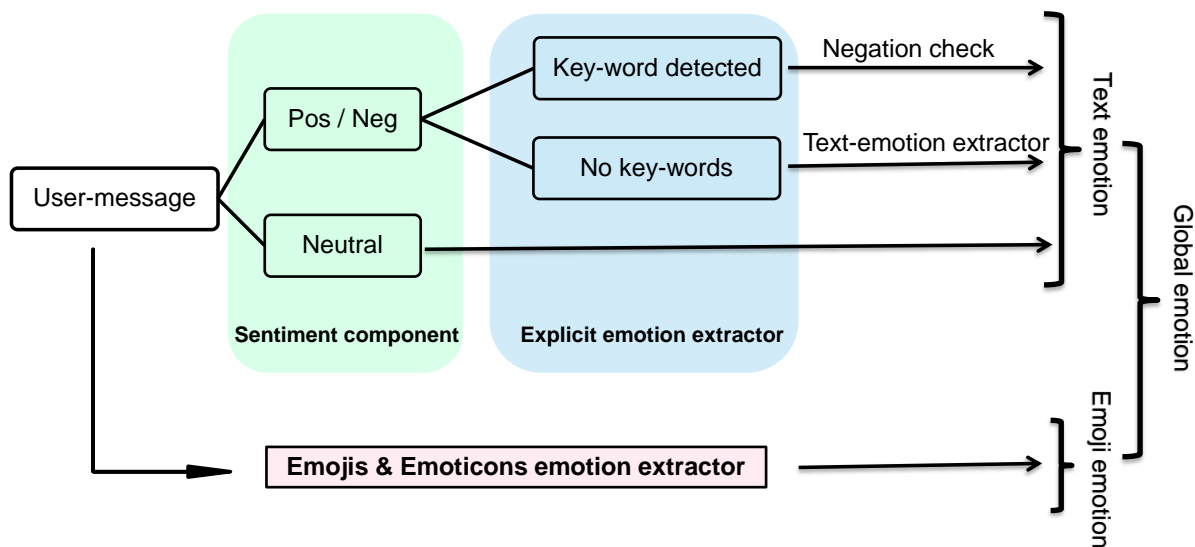 Negation check
Key-word detected
Pos / Neg
Text-emotion extractor
No key-words
User-message
Neutral
Text emotion
Sentiment component
Explicit emotion extractor
Global emotion
Emojis & Emoticons emotion extractor
Emoji emotion